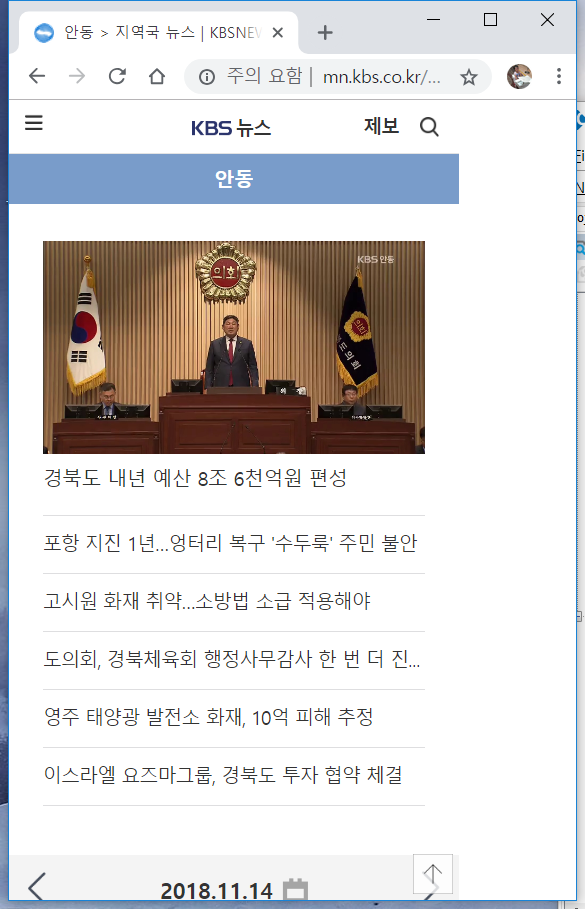 안동 > 지역국 뉴스 | KBSNEW
주의 요함 | mn.kbs.co.kr/...
KBS 뉴스
제보
안동
KBS 안동
의회
경북도 내년 예산 8조 6천억원 편성
포항 지진 1년...엉터리 복구 '수두룩' 주민 불안
고시원 화재 취약...소방법 소급 적용해야
도의회, 경북체육회 행정사무감사 한 번 더 진...
영주 태양광 발전소 화재, 10억 피해 추정
이스라엘 요즈마그룹, 경북도 투자 협약 체결
2018.11.14